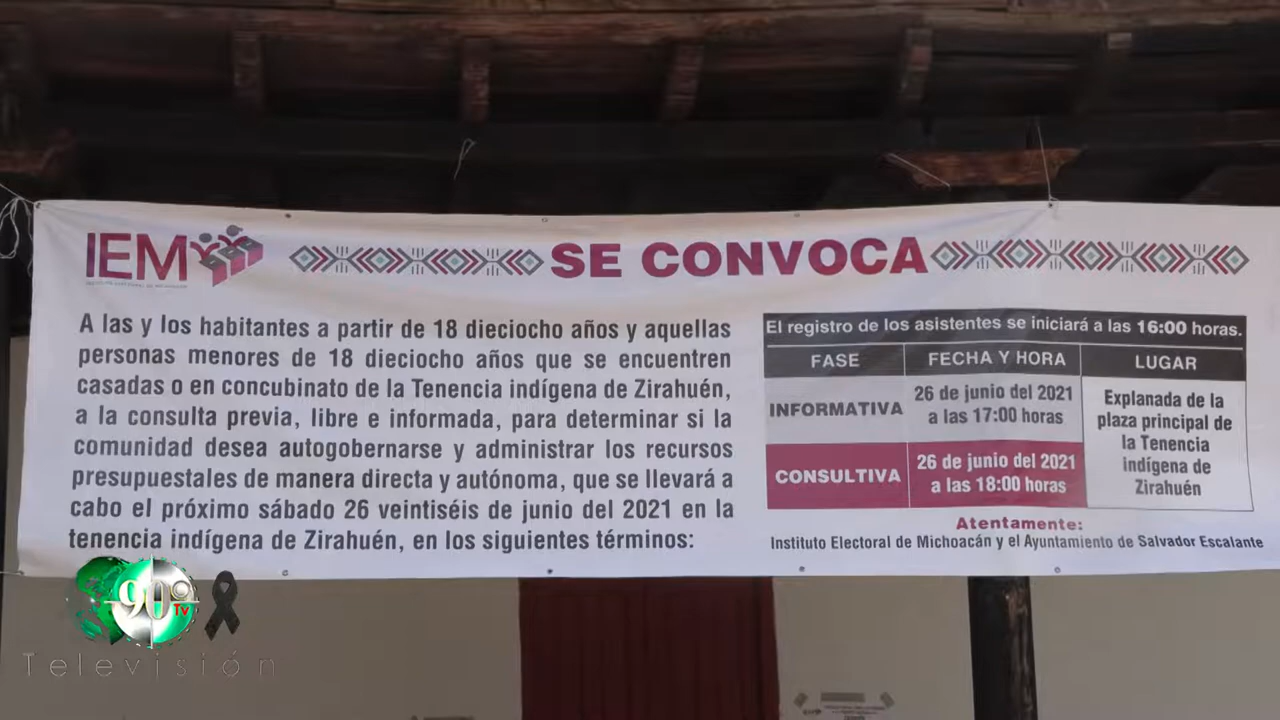 IEM
SE CONVOCA
A las y los habitantes a partir de 18 dieciocho años y aquellas
personas menores de 18 dieciocho años que se encuentren
casadas o en concubinato de la Tenencia indígena de Zirahuén,
a la consulta previa, libre e informada, para determinar si la
comunidad desea autogobernarse y administrar los recursos
presupuestales de manera directa y autónoma, que se llevará a
cabo el próximo sábado 26 veintiséis de junio del 2021 en la
tenencia indígena de Zirahuén, en los siguientes términos:
El registro de los asistentes se iniciará a las 16:00 horas.
FASE
FECHA Y HORA
LUGAR
INFORMATIVA
26 de junio del 2021
a las 17:00 horas
CONSULTIVA
26 de junio del 2021
a las 18:00 horas
Explanada de la
plaza principal de
la Tenencia
indígena de
Zirahuén
Atentamente:
Instituto Electoral de Michoacán y el Ayuntamiento de Salvador Escalante
90° Tv
Televisión